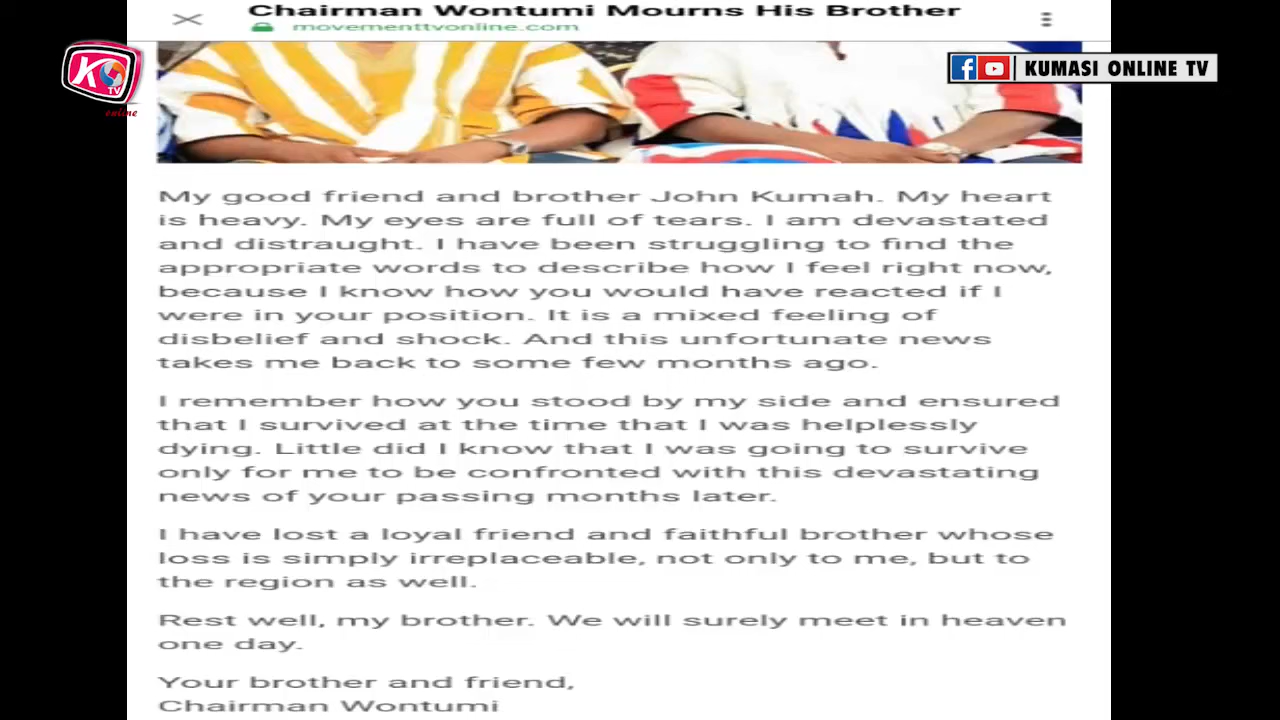 Chairman Wontumi Mourns His Brother
movementtvonline.com
K
TV
online
KUMASI ONLINE TV
My good friend and brother John Kumah. My heart
is heavy. My eyes are full of tears. I am devastated
and distraught. I have been struggling to find the
appropriate words to describe how I feel right now,
because I know how you would have reacted if I
were in your position. It is a mixed feeling of
disbelief and shock. And this unfortunate news
takes me back to some few months ago.
I remember how you stood by my side and ensured
that I survived at the time that I was helplessly
dying. Little did I know that I was going to survive
only for me to be confronted with this devastating
news of your passing months later.
I have lost a loyal friend and faithful brother whose
loss is simply irreplaceable, not only to me, but to
the region as well.
Rest well, my brother. We will surely meet in heaven
one day.
Your brother and friend,
Chairman Wontumi